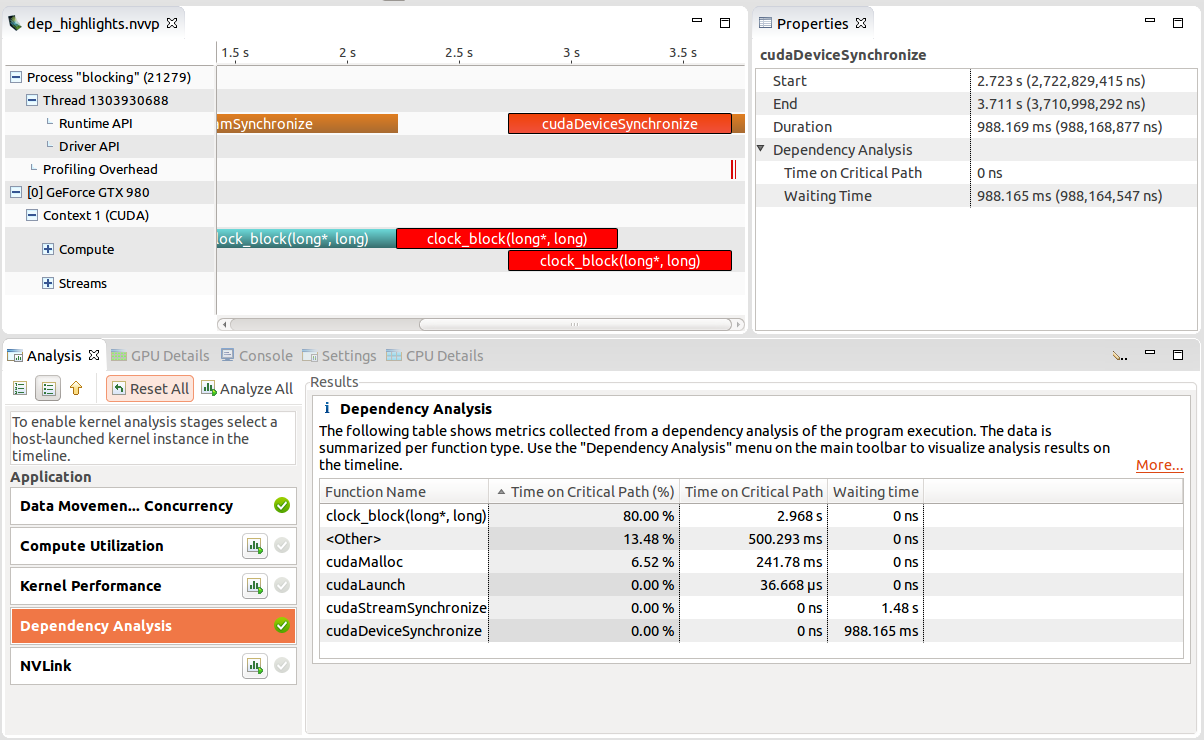 dep_highlights.nvvp
1.5 s 2 s 2.5 s 3 s 3.5 s
Process "blocking" (21279)
Thread 1303930688
Runtime API
mSynchronize
cudaDeviceSynchronize
Driver API
Profiling Overhead
[0] GeForce GTX 980
Context 1 (CUDA)
Compute
lock_block(long*, long)
clock_block(long*, long)
clock_block(long*, long)
Streams
Properties
cudaDeviceSynchronize
Start 2.723 s (2,722,829,415 ns)
End 3.711 s (3,710,998,292 ns)
Duration 988.169 ms (988,168,877 ns)
Dependency Analysis
Time on Critical Path 0 ns
Waiting Time 988.165 ms (988,164,547 ns)
Analysis GPU Details Console Settings CPU Details
Reset All Analyze All
To enable kernel analysis stages select a
host-launched kernel instance in the
timeline.
Application
Data Movemen... Concurrency
Compute Utilization
Kernel Performance
Dependency Analysis
NVLink
Results
i Dependency Analysis
The following table shows metrics collected from a dependency analysis of the program execution. The data is
summarized per function type. Use the "Dependency Analysis" menu on the main toolbar to visualize analysis results on
the timeline.
More...
Function Name Time on Critical Path (%) Time on Critical Path Waiting time
clock_block(long*, long) 80.00 % 2.968 s 0 ns
<Other> 13.48 % 500.293 ms 0 ns
cudaMalloc 6.52 % 241.78 ms 0 ns
cudaLaunch 0.00 % 36.668 µs 0 ns
cudaStreamSynchronize 0.00 % 0 ns 1.48 s
cudaDeviceSynchronize 0.00 % 0 ns 988.165 ms